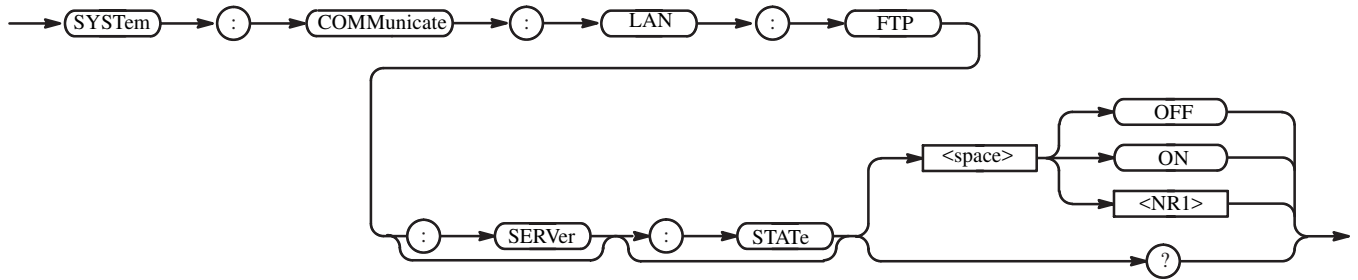 SYSTem : COMMunicate : LAN : FTP
OFF
<space> ON
<NR1>
: SERVer : STATe
?